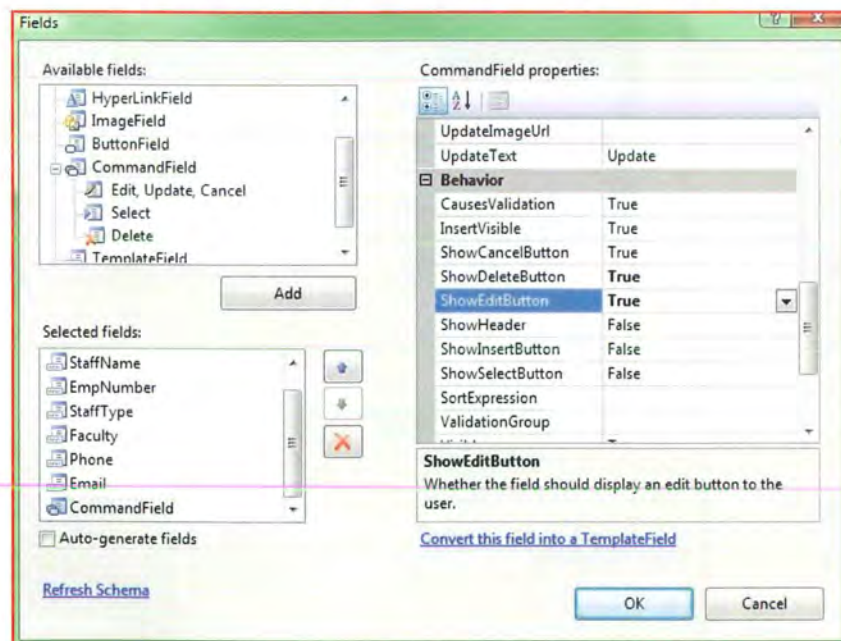 Fields
Available fields:
HyperLinkField
ImageField
ButtonField
CommandField
Edit, Update, Cancel
Select
Delete
TemplateField
Add
Selected fields:
StaffName
EmpNumber
StaffType
Faculty
Phone
Email
CommandField
Auto-generate fields
Refresh Schema
CommandField properties:
UpdateImageUrl
UpdateText Update
Behavior
CausesValidation True
InsertVisible True
ShowCancelButton True
ShowDeleteButton True
ShowEditButton True
ShowHeader False
ShowInsertButton False
ShowSelectButton False
SortExpression
ValidationGroup
ShowEditButton
Whether the field should display an edit button to the
user.
Convert this field into a TemplateField
OK Cancel